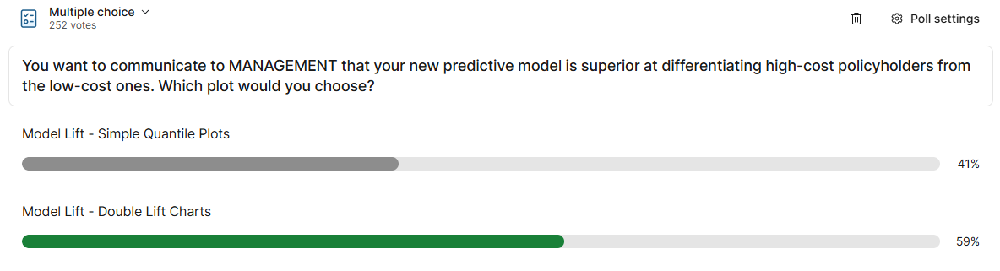 Multiple choice
252 votes
Poll settings
You want to communicate to MANAGEMENT that your new predictive model is superior at differentiating high-cost policyholders from
the low-cost ones. Which plot would you choose?
Model Lift - Simple Quantile Plots
41%
Model Lift - Double Lift Charts
59%